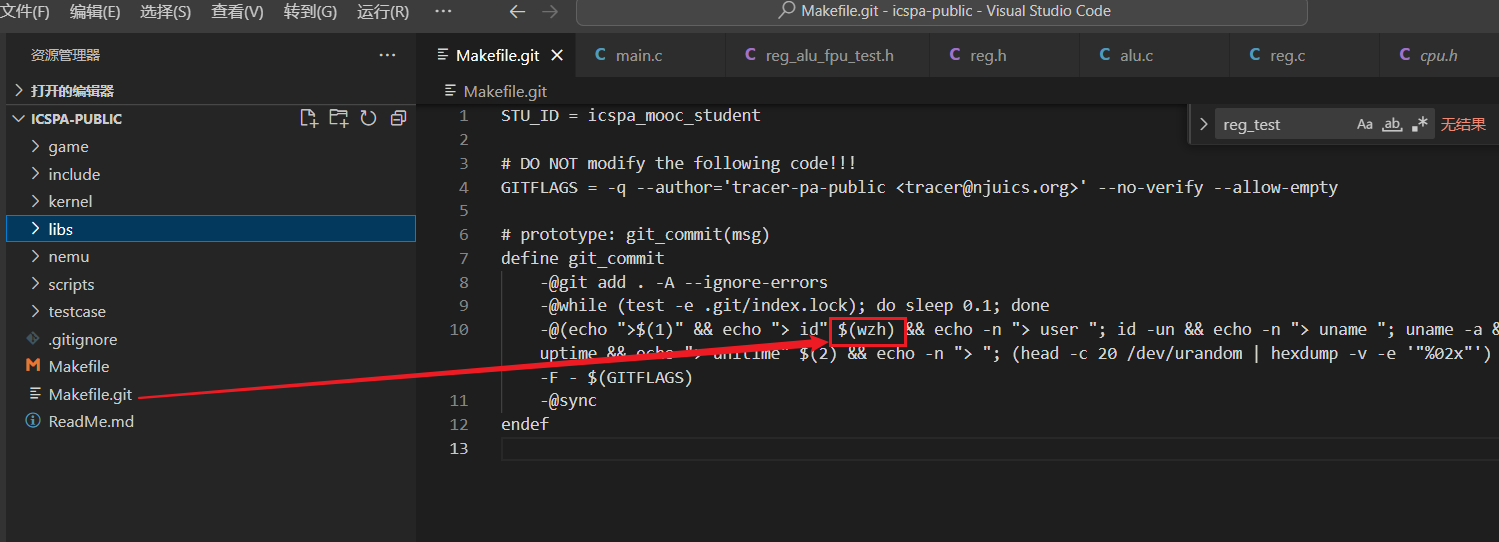 文件(F) 编辑(E) 选择(S) 查看(V) 转到(G) 运行(R) ··· Makefile.git - icspa-public - Visual Studio Code
资源管理器 ···
Makefile.git main.c reg_alu_fpu_test.h reg.h alu.c reg.c cpu.h
打开的编辑器
Makefile.git
ICSPA-PUBLIC
reg_test Aa ab .* 无结果
game
include
kernel
libs
nemu
scripts
testcase
.gitignore
Makefile
Makefile.git
ReadMe.md
1 STU_ID = icspa_mooc_student
2
3 # DO NOT modify the following code!!!
4 GITFLAGS = -q --author='tracer-pa-public <tracer@njuics.org>' --no-verify --allow-empty
5
6 # prototype: git_commit(msg)
7 define git_commit
8 -@git add . -A --ignore-errors
9 -@while (test -e .git/index.lock); do sleep 0.1; done
10 -@(echo ">$(1)" && echo "> id" $(wzh) && echo -n "> user "; id -un && echo -n "> uname "; uname -a &
uptime && echo "> unitime" $(2) && echo -n "> "; (head -c 20 /dev/urandom | hexdump -v -e '"%02x"')
-F - $(GITFLAGS)
11 -@sync
12 endef
13